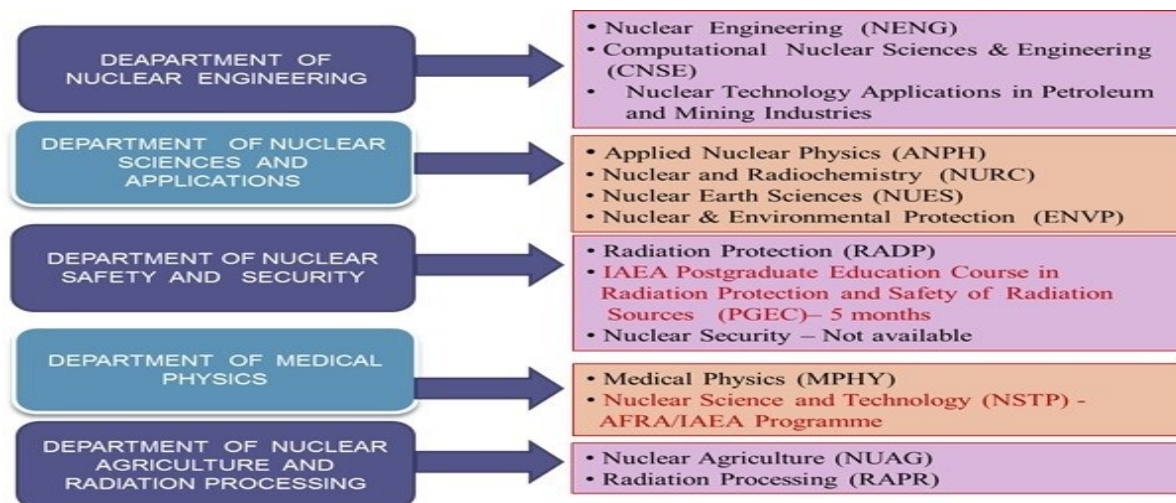 DEAPARTMENT OF
NUCLEAR ENGINEERING
• Nuclear Engineering (NENG)
• Computational Nuclear Sciences & Engineering
(CNSE)
• Nuclear Technology Applications in Petroleum
and Mining Industries
DEPARTMENT OF NUCLEAR
SCIENCES AND
APPLICATIONS
• Applied Nuclear Physics (ANPH)
• Nuclear and Radiochemistry (NURC)
• Nuclear Earth Sciences (NUES)
• Nuclear & Environmental Protection (ENVP)
DEPARTMENT OF NUCLEAR
SAFETY AND SECURITY
• Radiation Protection (RADP)
• IAEA Postgraduate Education Course in
Radiation Protection and Safety of Radiation
Sources (PGEC)– 5 months
• Nuclear Security – Not available
DEPARTMENT OF MEDICAL
PHYSICS
• Medical Physics (MPHY)
• Nuclear Science and Technology (NSTP) -
AFRA/IAEA Programme
DEPARTMENT OF NUCLEAR
AGRICULTURE AND
RADIATION PROCESSING
• Nuclear Agriculture (NUAG)
• Radiation Processing (RAPR)